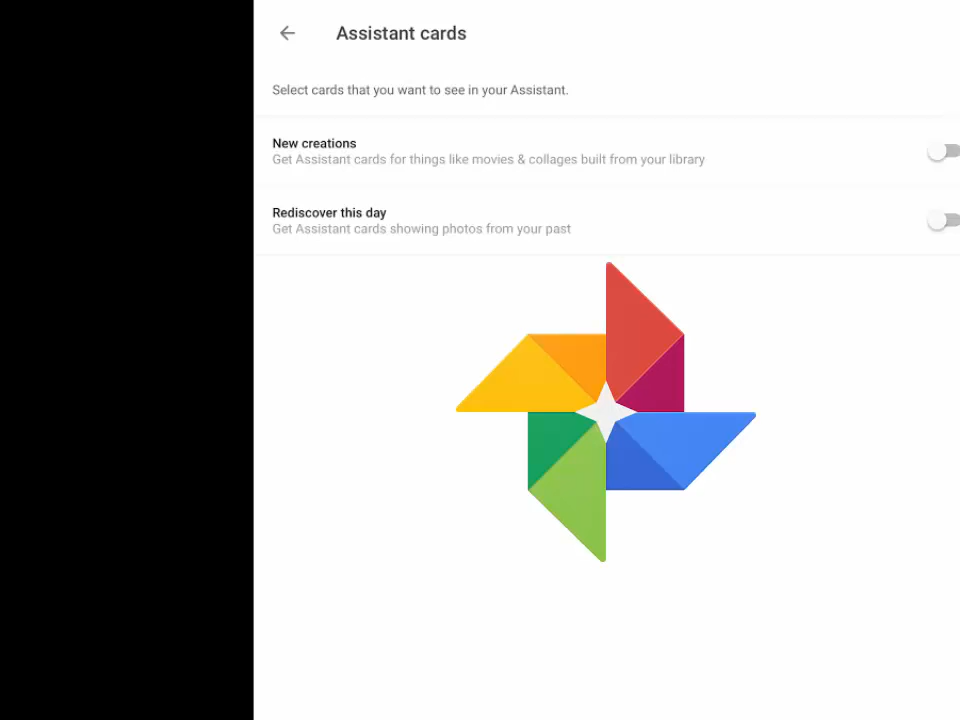 Assistant cards
Select cards that you want to see in your Assistant.
New creations
Get Assistant cards for things like movies & collages built from your library
Rediscover this day
Get Assistant cards showing photos from your past